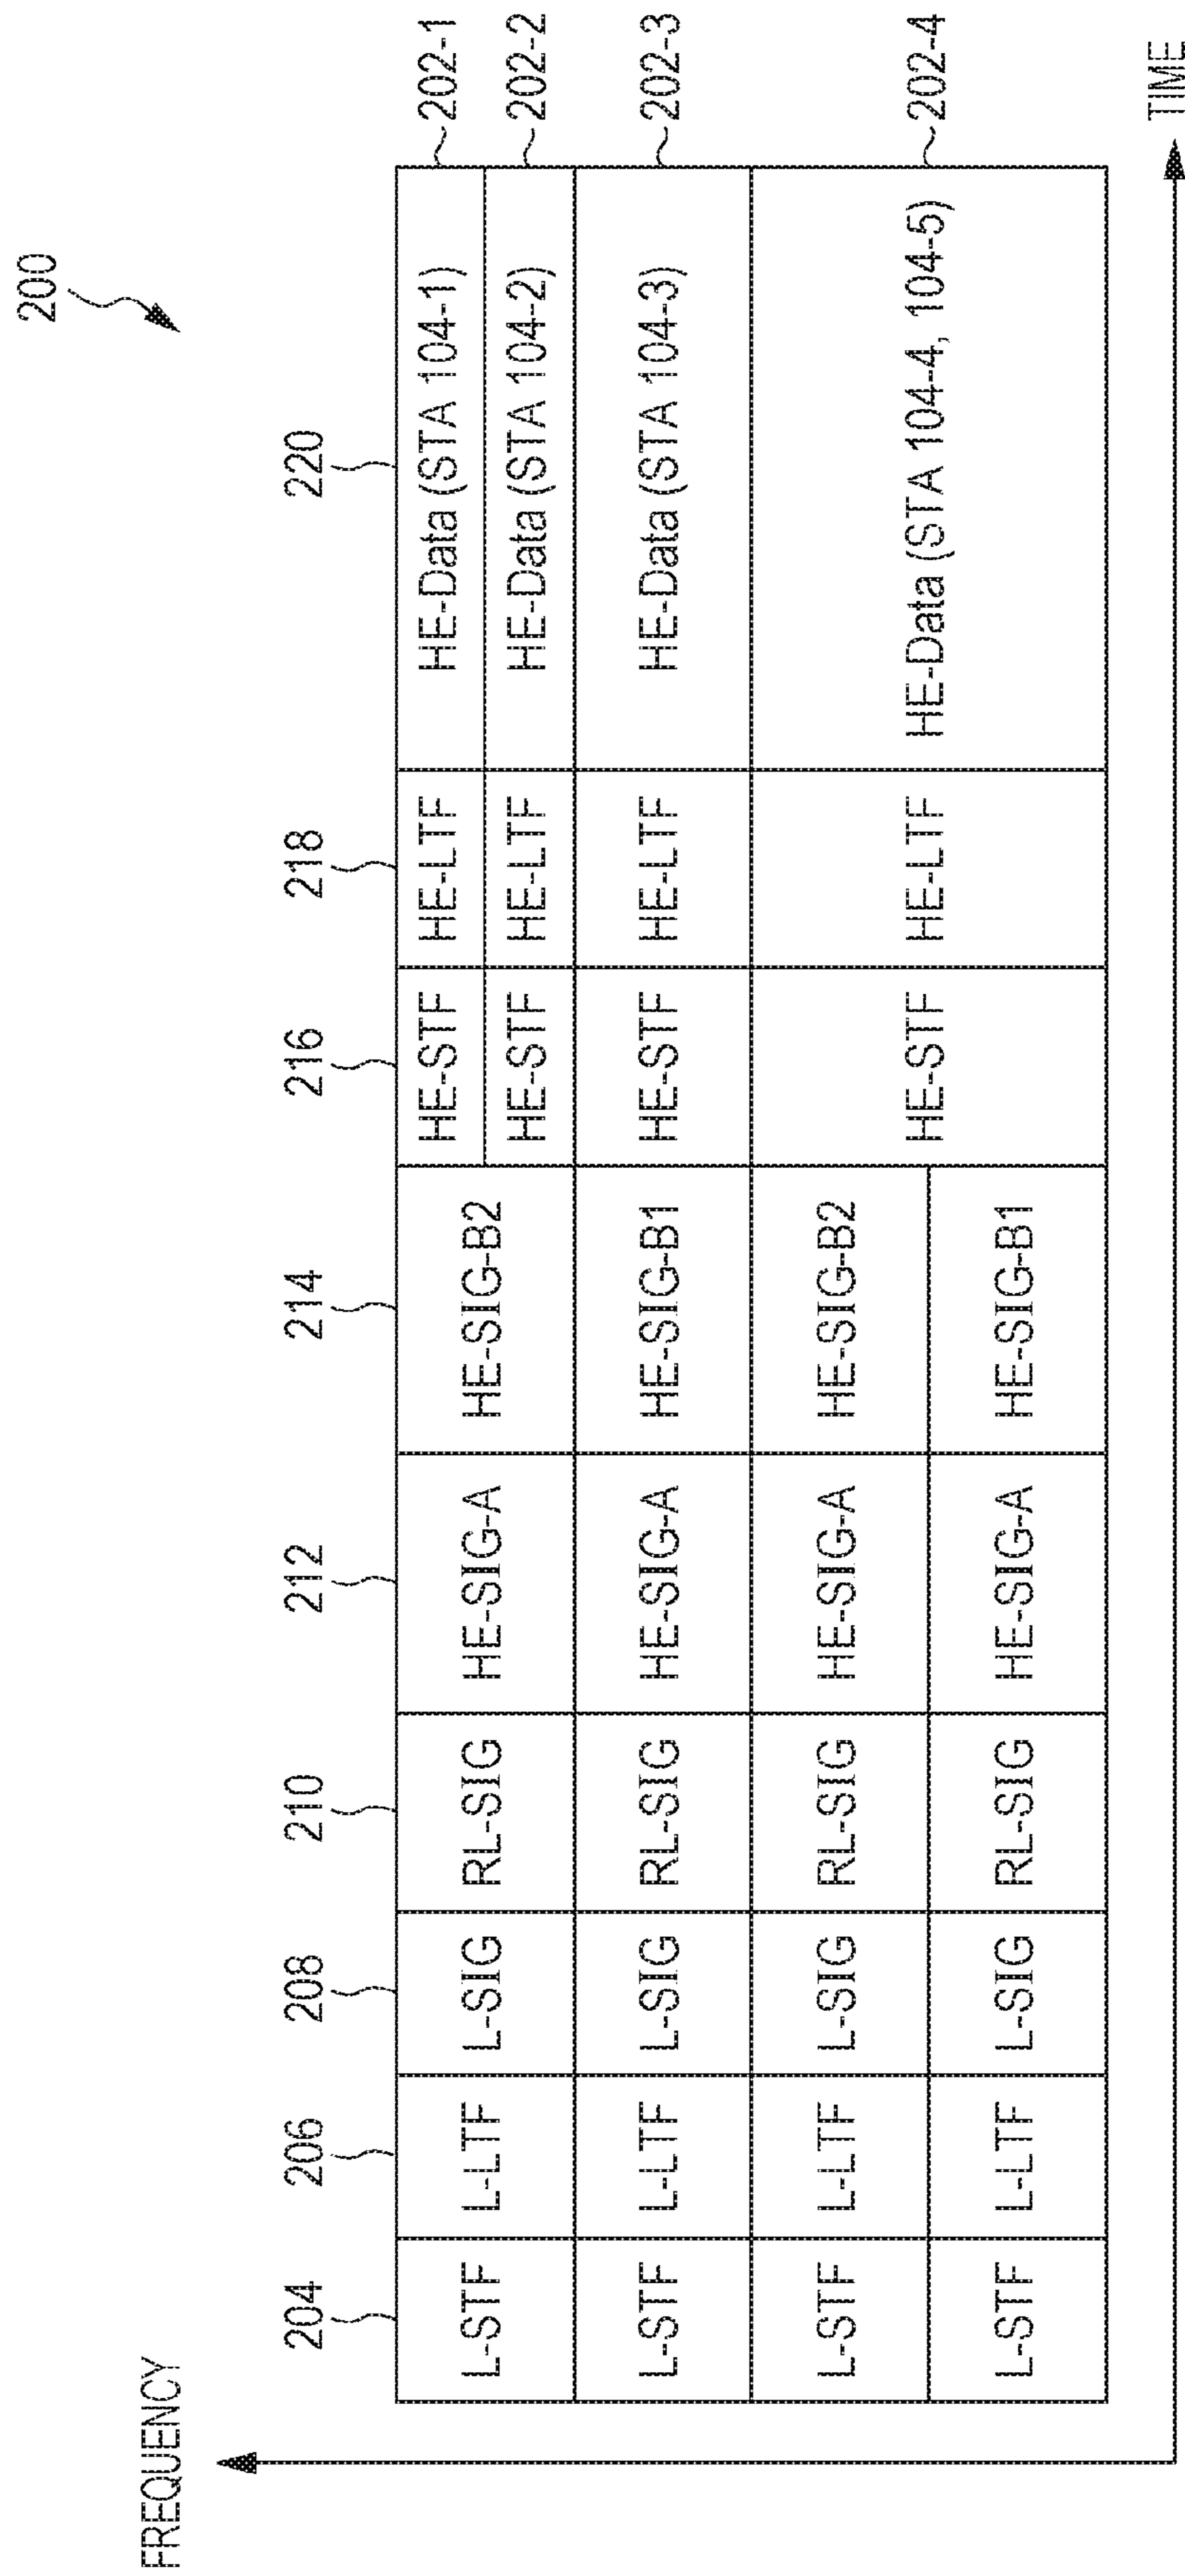 200
FREQUENCY
204 206 208 210 212 214 216 218 220
L-STF L-LTF L-SIG RL-SIG HE-SIG-A HE-SIG-B2 HE-STF HE-LTF HE-Data (STA 104-1) 202-1
HE-STF HE-LTF HE-Data (STA 104-2) 202-2
L-STF L-LTF L-SIG RL-SIG HE-SIG-A HE-SIG-B1 HE-STF HE-LTF HE-Data (STA 104-3) 202-3
L-STF L-LTF L-SIG RL-SIG HE-SIG-A HE-SIG-B2 HE-STF HE-LTF HE-Data (STA 104-4, 104-5) 202-4
L-STF L-LTF L-SIG RL-SIG HE-SIG-A HE-SIG-B1
TIME